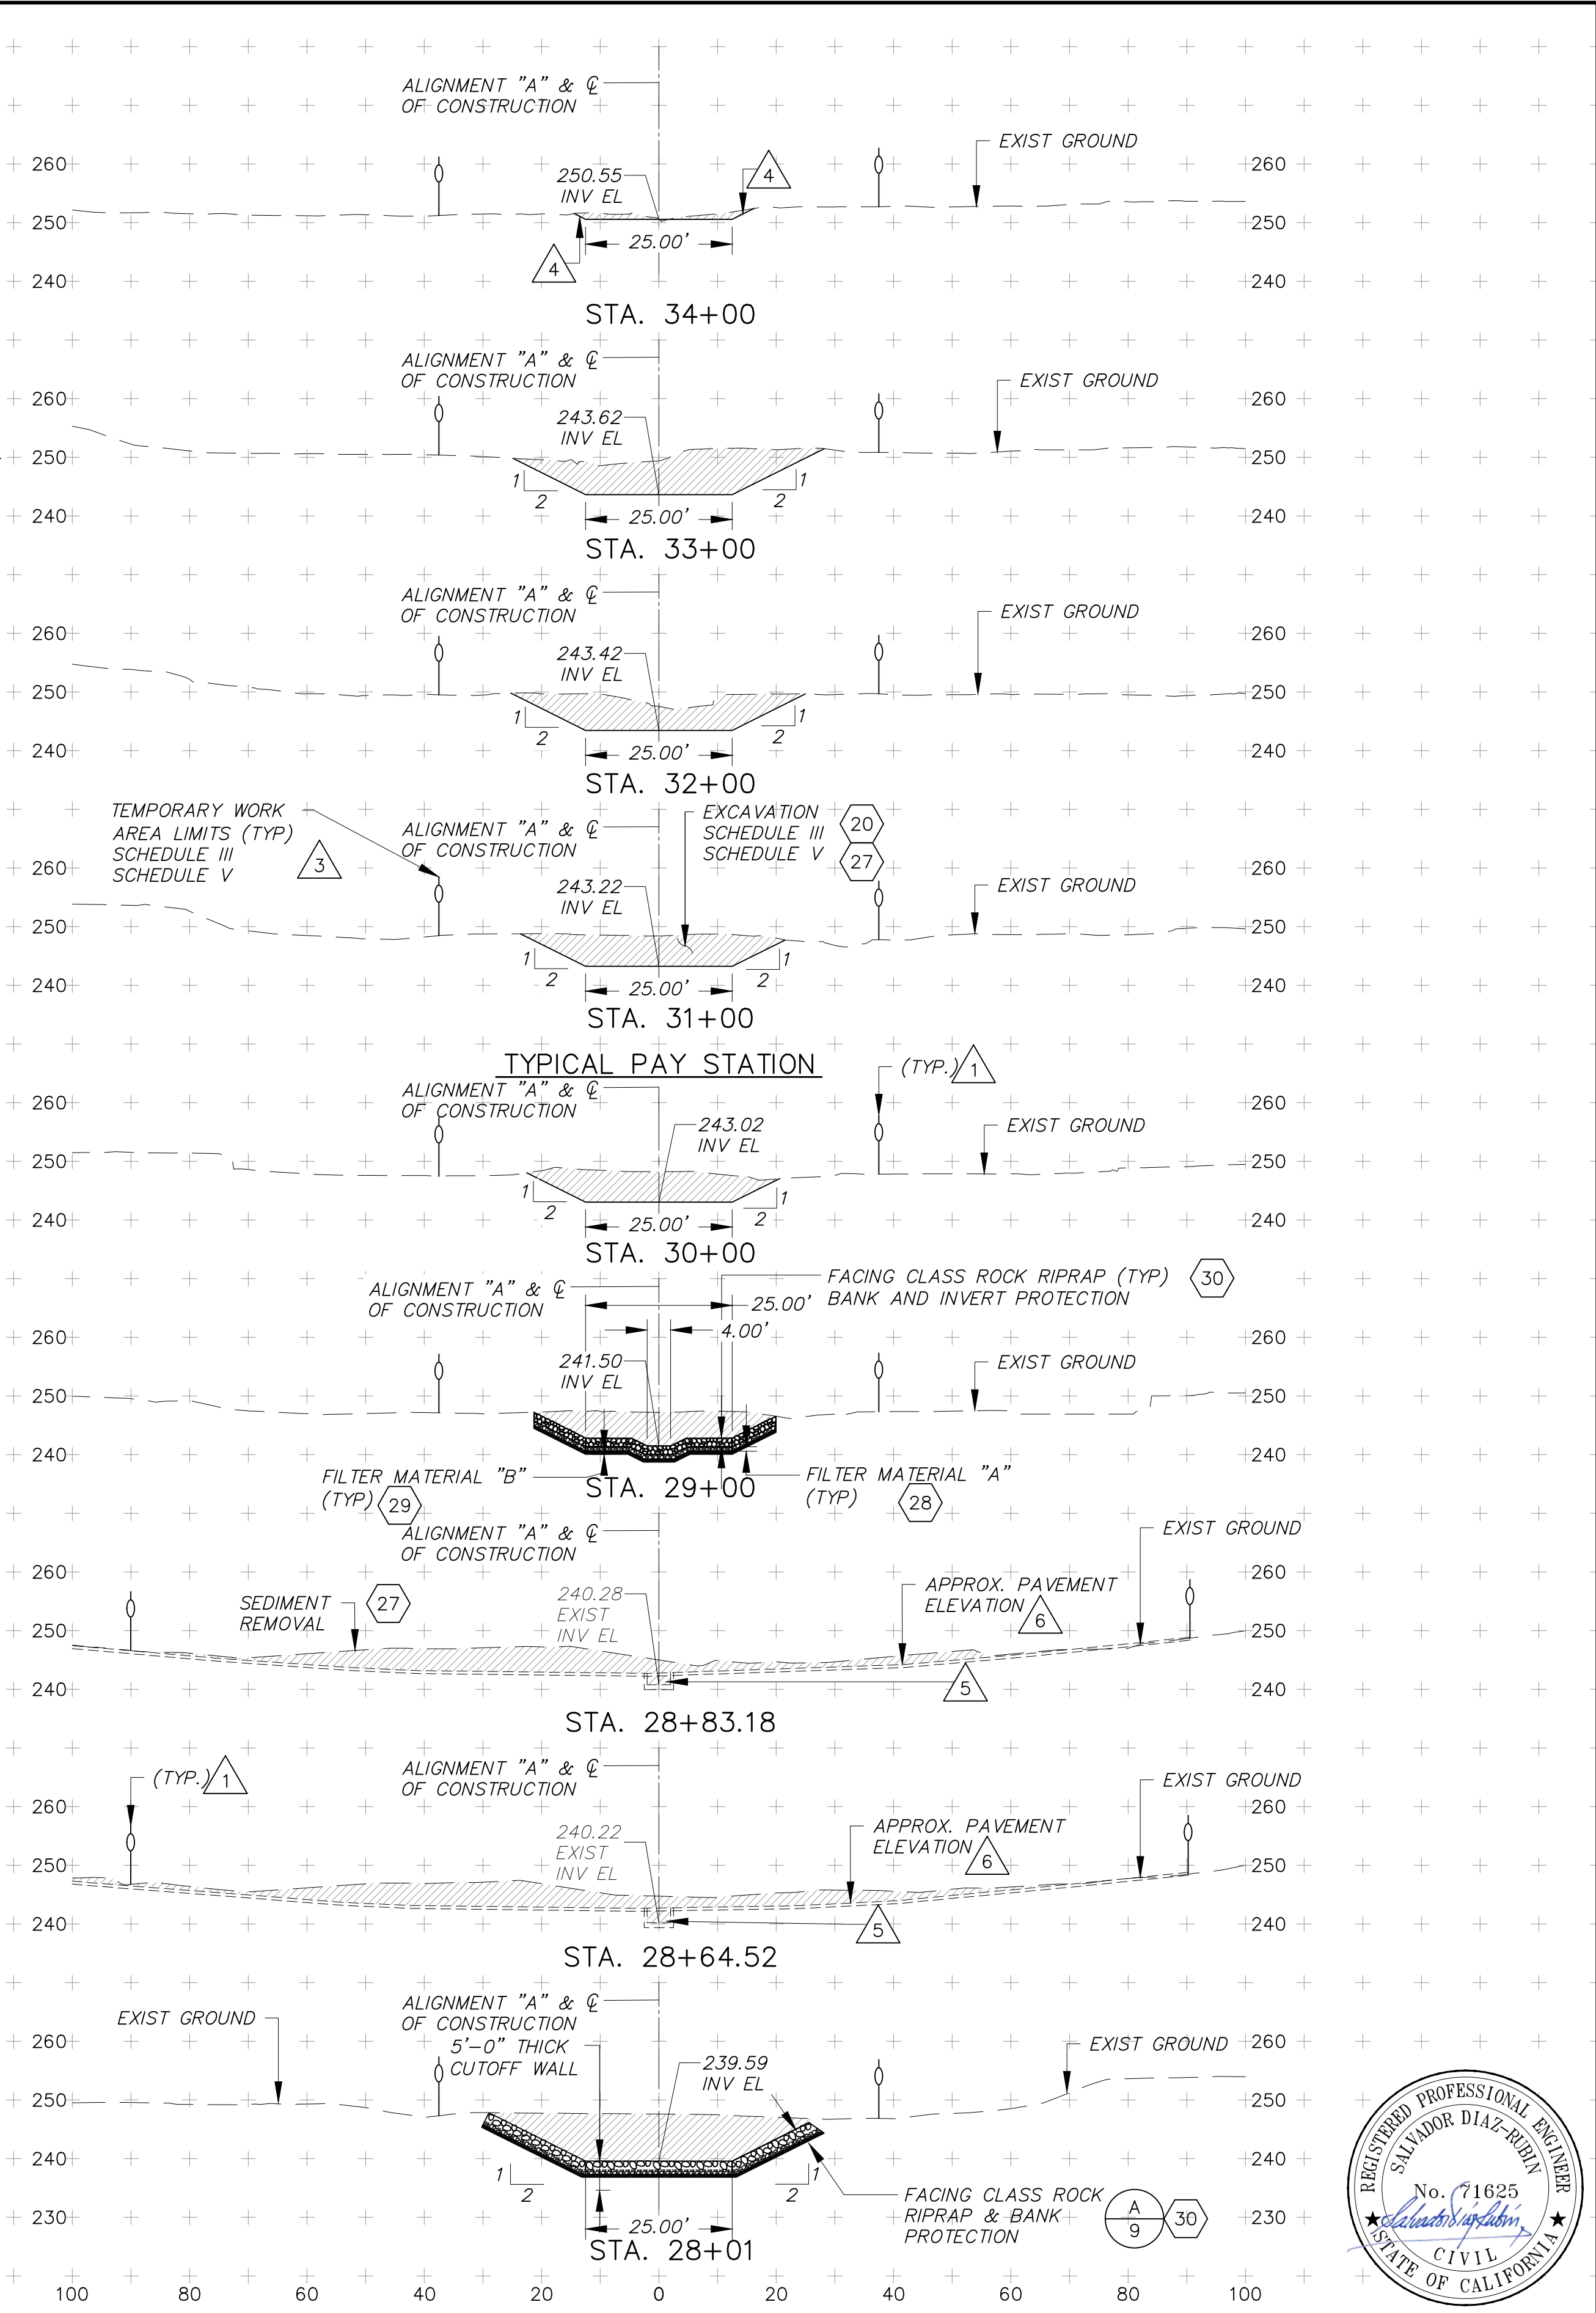 ALIGNMENT "A" & ℄
OF CONSTRUCTION
EXIST GROUND
260
260
250.55
INV EL
4
250
250
25.00'
4
240
240
STA. 34+00
ALIGNMENT "A" & ℄
OF CONSTRUCTION
EXIST GROUND
260
260
243.62
INV EL
250
250
1
2
1
2
240
25.00'
240
STA. 33+00
ALIGNMENT "A" & ℄
OF CONSTRUCTION
EXIST GROUND
260
260
243.42
INV EL
250
250
1
2
1
2
240
25.00'
240
STA. 32+00
TEMPORARY WORK
AREA LIMITS (TYP)
SCHEDULE III
SCHEDULE V
3
ALIGNMENT "A" & ℄
OF CONSTRUCTION
EXCAVATION
SCHEDULE III
SCHEDULE V
20
27
260
260
243.22
INV EL
EXIST GROUND
250
250
1
2
1
2
240
25.00'
240
STA. 31+00
TYPICAL PAY STATION
(TYP.)
1
ALIGNMENT "A" & ℄
OF CONSTRUCTION
260
260
243.02
INV EL
EXIST GROUND
250
250
1
2
1
2
240
25.00'
240
STA. 30+00
ALIGNMENT "A" & ℄
OF CONSTRUCTION
FACING CLASS ROCK RIPRAP (TYP)
BANK AND INVERT PROTECTION
30
25.00'
4.00'
260
260
241.50
INV EL
EXIST GROUND
250
250
240
240
FILTER MATERIAL "B"
(TYP)
29
STA. 29+00
FILTER MATERIAL "A"
(TYP)
28
ALIGNMENT "A" & ℄
OF CONSTRUCTION
EXIST GROUND
260
260
SEDIMENT
REMOVAL
27
240.28
EXIST
INV EL
APPROX. PAVEMENT
ELEVATION
6
250
250
240
5
240
STA. 28+83.18
(TYP.)
1
ALIGNMENT "A" & ℄
OF CONSTRUCTION
EXIST GROUND
260
260
240.22
EXIST
INV EL
APPROX. PAVEMENT
ELEVATION
6
250
250
240
5
240
STA. 28+64.52
EXIST GROUND
ALIGNMENT "A" & ℄
OF CONSTRUCTION
260
5'-0" THICK
CUTOFF WALL
EXIST GROUND
260
239.59
INV EL
250
250
240
240
1
2
1
2
230
25.00'
FACING CLASS ROCK
RIPRAP & BANK
PROTECTION
A
9
30
230
STA. 28+01
100
80
60
40
20
0
20
40
60
80
100
REGISTERED PROFESSIONAL ENGINEER
SALVADOR DIAZ-RUBIN
No. 71625
Salvador Díaz Rubín
CIVIL
STATE OF CALIFORNIA